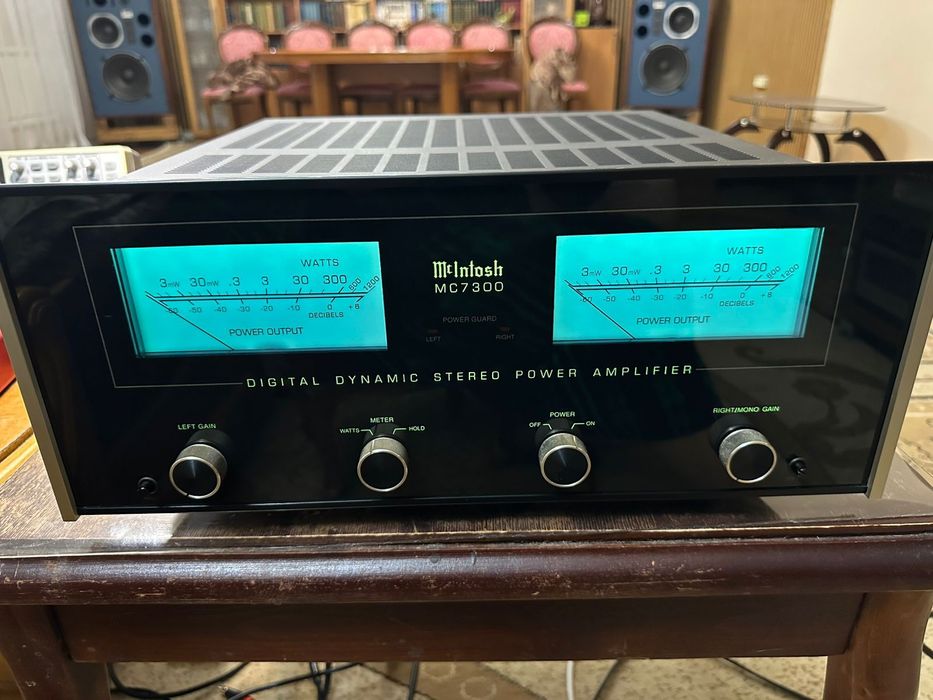 WATTS
3mW 30mW .3 3 30 300 600 1200
-60 -50 -40 -30 -20 -10 0 +8
DECIBELS
POWER OUTPUT
McIntosh
MC7300
POWER GUARD
LEFT RIGHT
WATTS
3mW 30mW .3 3 30 300 600 1200
-60 -50 -40 -30 -20 -10 0 +8
DECIBELS
POWER OUTPUT
DIGITAL DYNAMIC STEREO POWER AMPLIFIER
LEFT GAIN
METER
WATTS HOLD
POWER
OFF ON
RIGHT/MONO GAIN